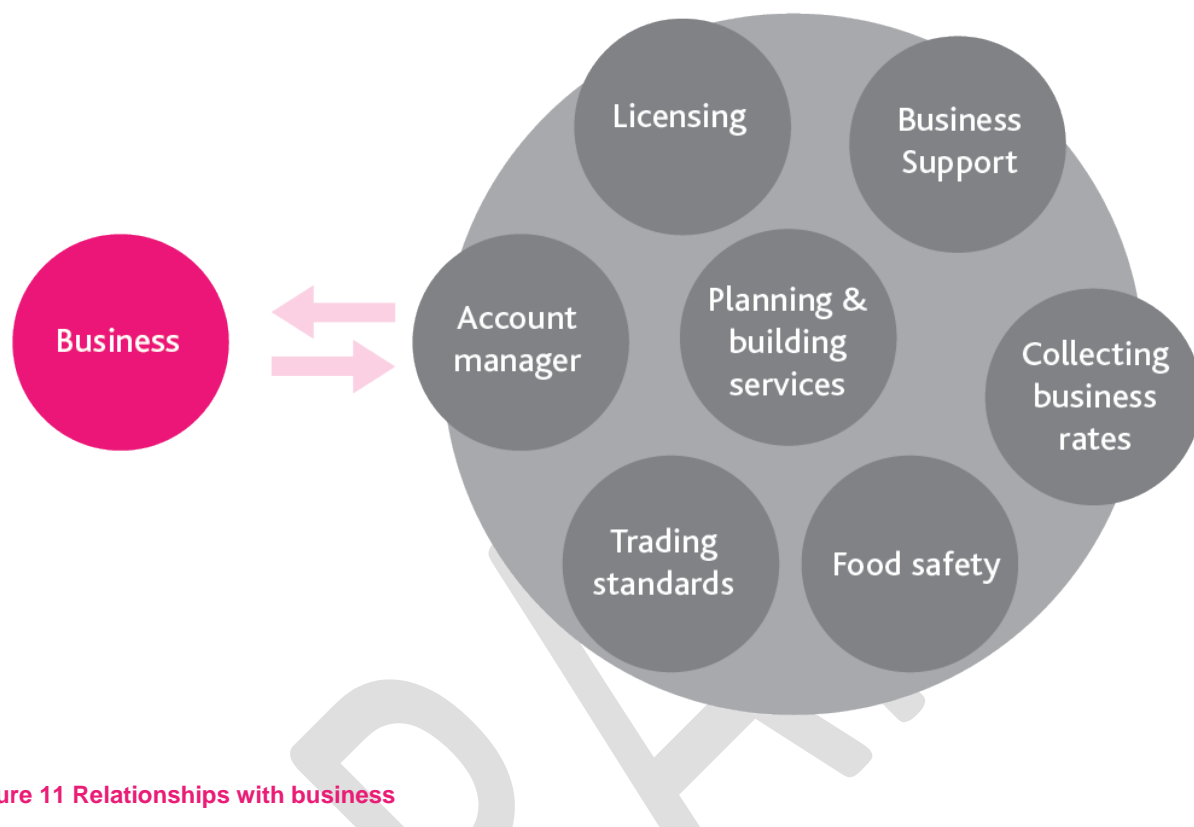 Licensing
Business
Support
Business
Account
manager
Planning &
building
services
Collecting
business
rates
Trading
standards
Food safety
ure 11 Relationships with business